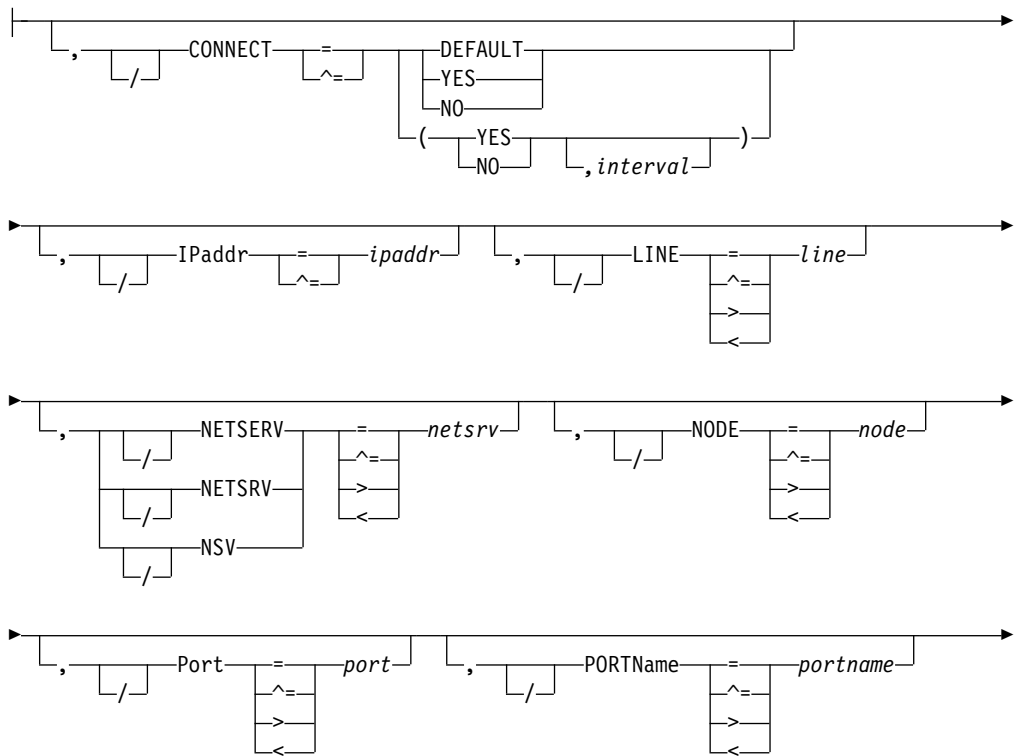 , / CONNECT = DEFAULT
^= YES
NO
( YES )
NO ,interval
, / IPaddr = ipaddr , / LINE = line
^= ^=
>
<
, / NETSERV = netsrv , / NODE = node
^= ^=
/ NETSRV > >
< <
/ NSV
, / Port = port , / PORTName = portname
^= ^=
> >
< <